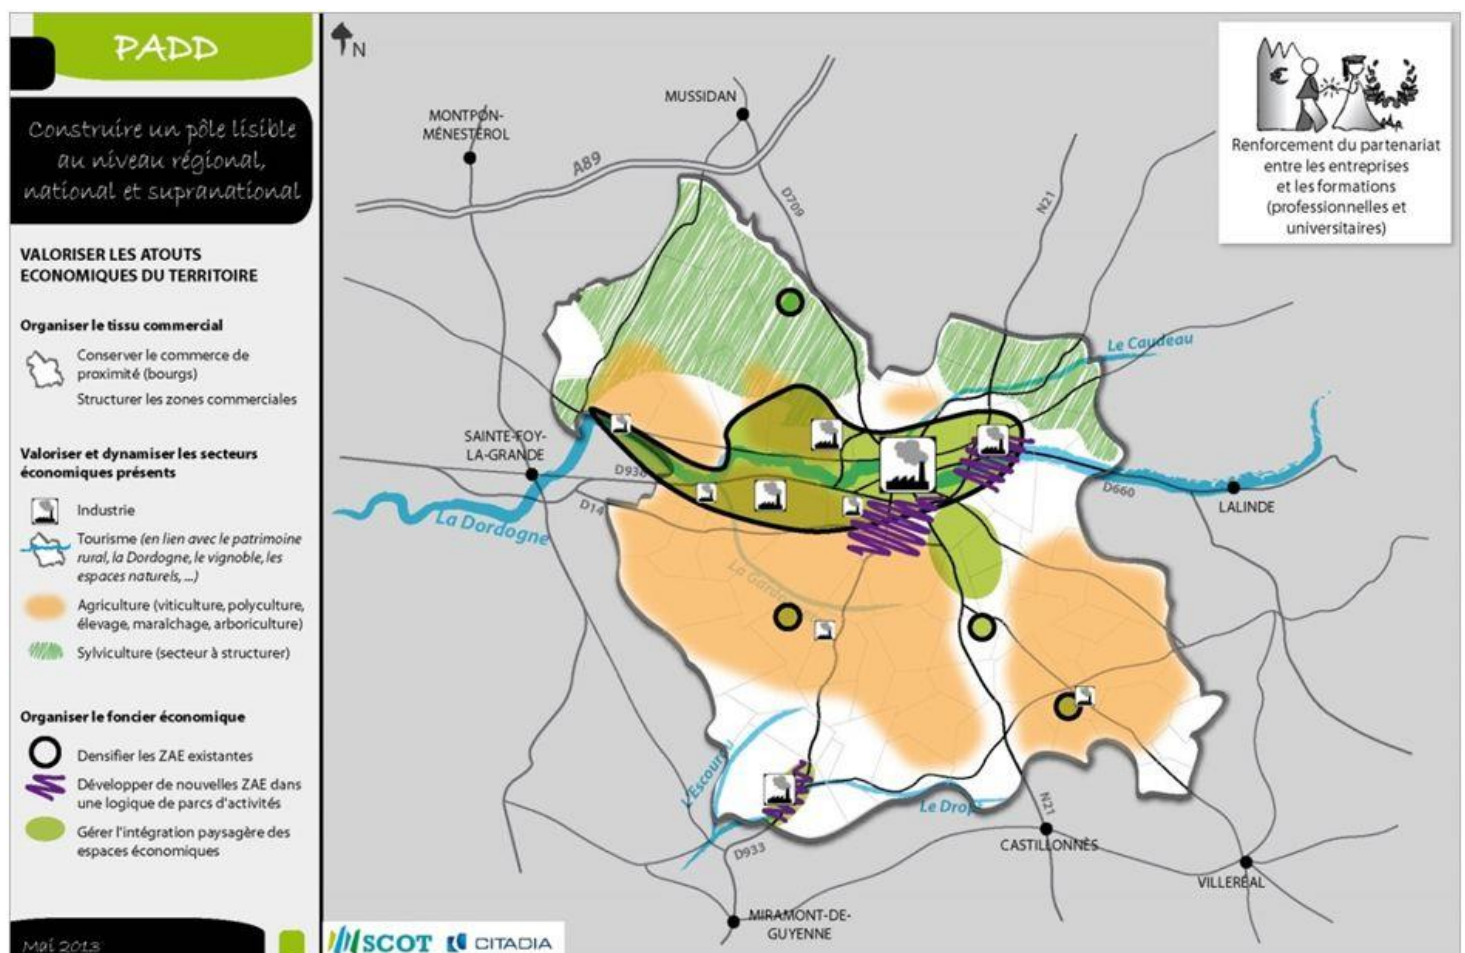 PADD
Construire un pôle lisible
au niveau régional,
national et supranational
VALORISER LES ATOUTS
ECONOMIQUES DU TERRITOIRE
Organiser le tissu commercial
Conserver le commerce de
proximité (bourgs)
Structurer les zones commerciales
Valoriser et dynamiser les secteurs
économiques présents
Industrie
Tourisme (en lien avec le patrimoine
rural, la Dordogne, le vignoble, les
espaces naturels, ...)
Agriculture (viticulture, polyculture,
élevage, maraîchage, arboriculture)
Sylviculture (secteur à structurer)
Organiser le foncier économique
Densifier les ZAE existantes
Développer de nouvelles ZAE dans
une logique de parcs d'activités
Gérer l'intégration paysagère des
espaces économiques
Mai 2013
N
MUSSIDAN
MONTPON-
MÉNESTÉROL
A89
D709
N21
€
Renforcement du partenariat
entre les entreprises
et les formations
(professionnelles et
universitaires)
Le Caudeau
SAINTE-FOY-
LA-GRANDE
D936
D14
La Dordogne
D660
LALINDE
La
L'Escourou
Le Dropt
N21
D933
CASTILLONNÈS
VILLERÉAL
MIRAMONT-DE-
GUYENNE
SCOT
CITADIA